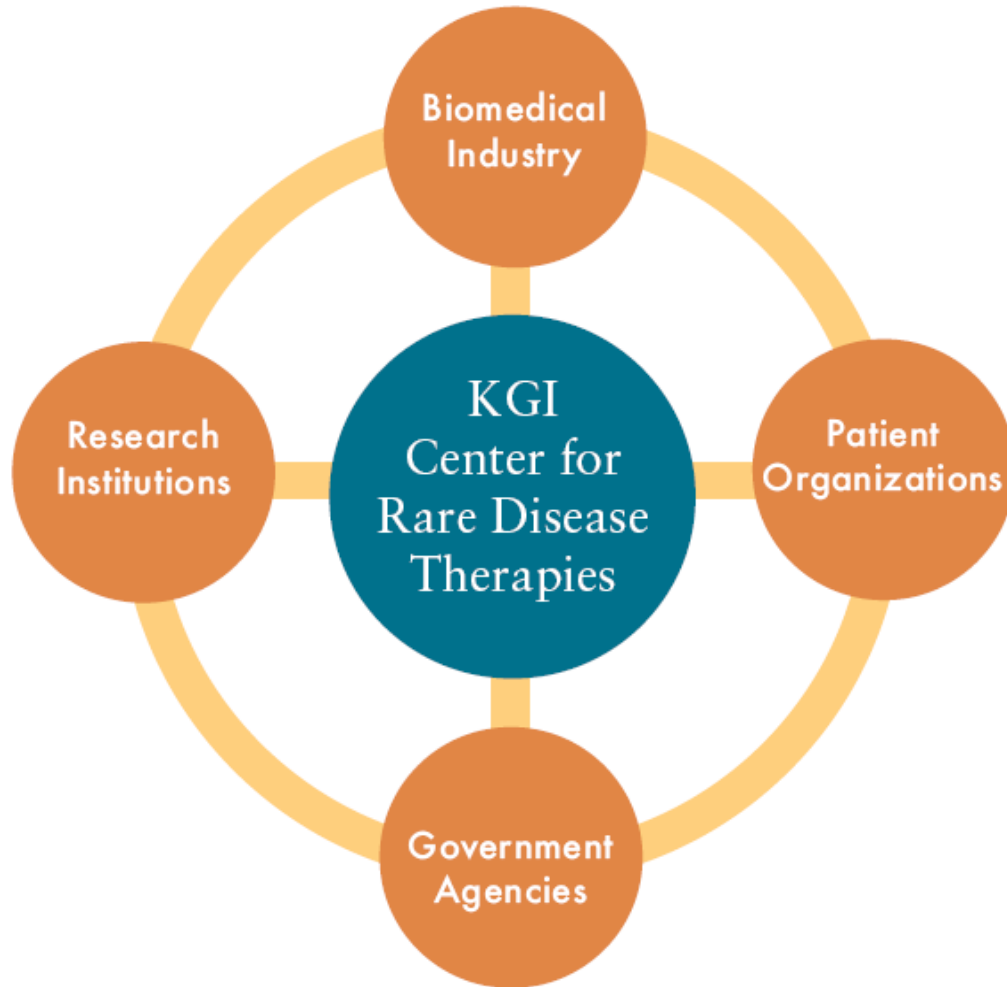 Biomedical
Industry
Research
Institutions
KGI
Center for
Rare Disease
Therapies
Patient
Organizations
Government
Agencies